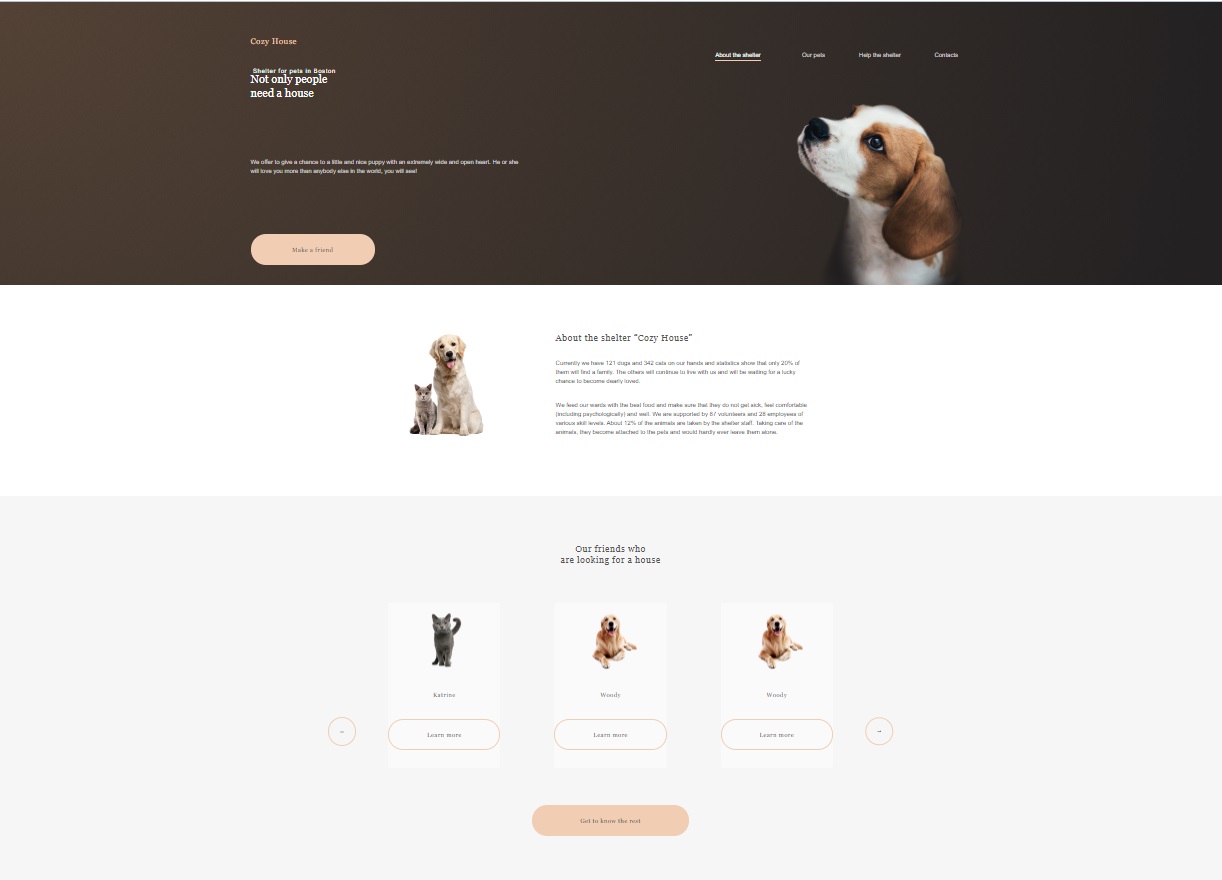 Cozy House
About the shelter
Our pets
Help the shelter
Contacts
Shelter for pets in Boston
Not only people
need a house
We offer to give a chance to a little and nice puppy with an extremely wide and open heart. He or she
will love you more than anybody else in the world, you will see!
Make a friend
About the shelter “Cozy House”
Currently we have 121 dogs and 342 cats on our hands and statistics show that only 20% of
them will find a family. The others will continue to live with us and will be waiting for a lucky
chance to become dearly loved.
We feed our wards with the best food and make sure that they do not get sick, feel comfortable
(including psychologically) and well. We are supported by 87 volunteers and 28 employees of
various skill levels. About 12% of the animals are taken by the shelter staff. Taking care of the
animals, they become attached to the pets and would hardly ever leave them alone.
Our friends who
are looking for a house
Katrine
Woody
Woody
←
Learn more
Learn more
Learn more
→
Get to know the rest